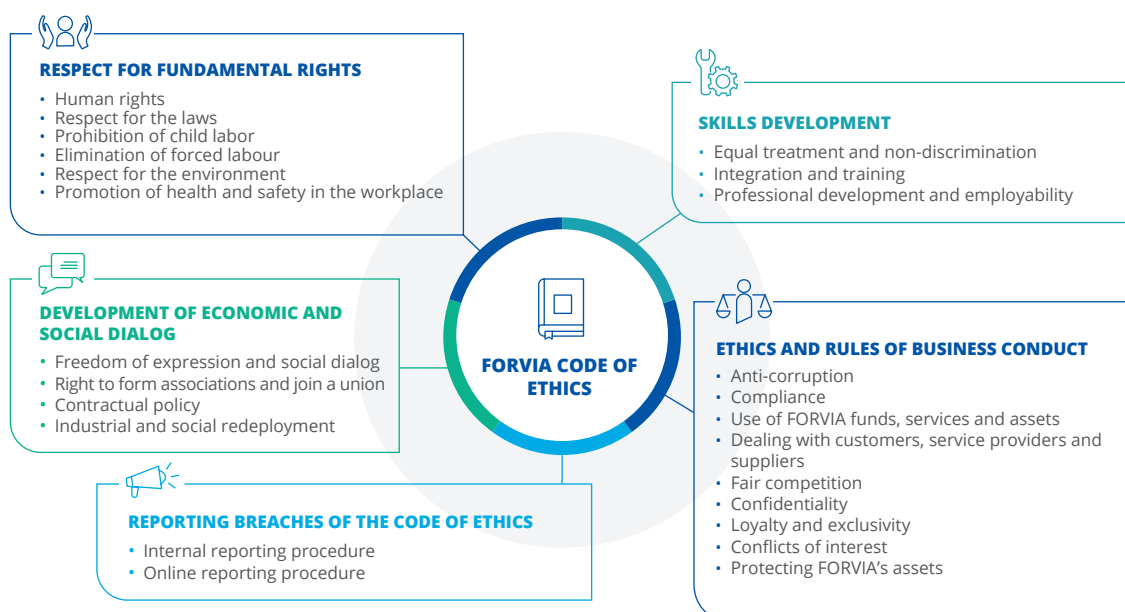 RESPECT FOR FUNDAMENTAL RIGHTS
• Human rights
• Respect for the laws
• Prohibition of child labor
• Elimination of forced labour
• Respect for the environment
• Promotion of health and safety in the workplace
SKILLS DEVELOPMENT
• Equal treatment and non-discrimination
• Integration and training
• Professional development and employability
DEVELOPMENT OF ECONOMIC AND
SOCIAL DIALOG
• Freedom of expression and social dialog
• Right to form associations and join a union
• Contractual policy
• Industrial and social redeployment
FORVIA CODE OF
ETHICS
ETHICS AND RULES OF BUSINESS CONDUCT
• Anti-corruption
• Compliance
• Use of FORVIA funds, services and assets
• Dealing with customers, service providers and
suppliers
• Fair competition
• Confidentiality
• Loyalty and exclusivity
• Conflicts of interest
• Protecting FORVIA’s assets
REPORTING BREACHES OF THE CODE OF ETHICS
• Internal reporting procedure
• Online reporting procedure